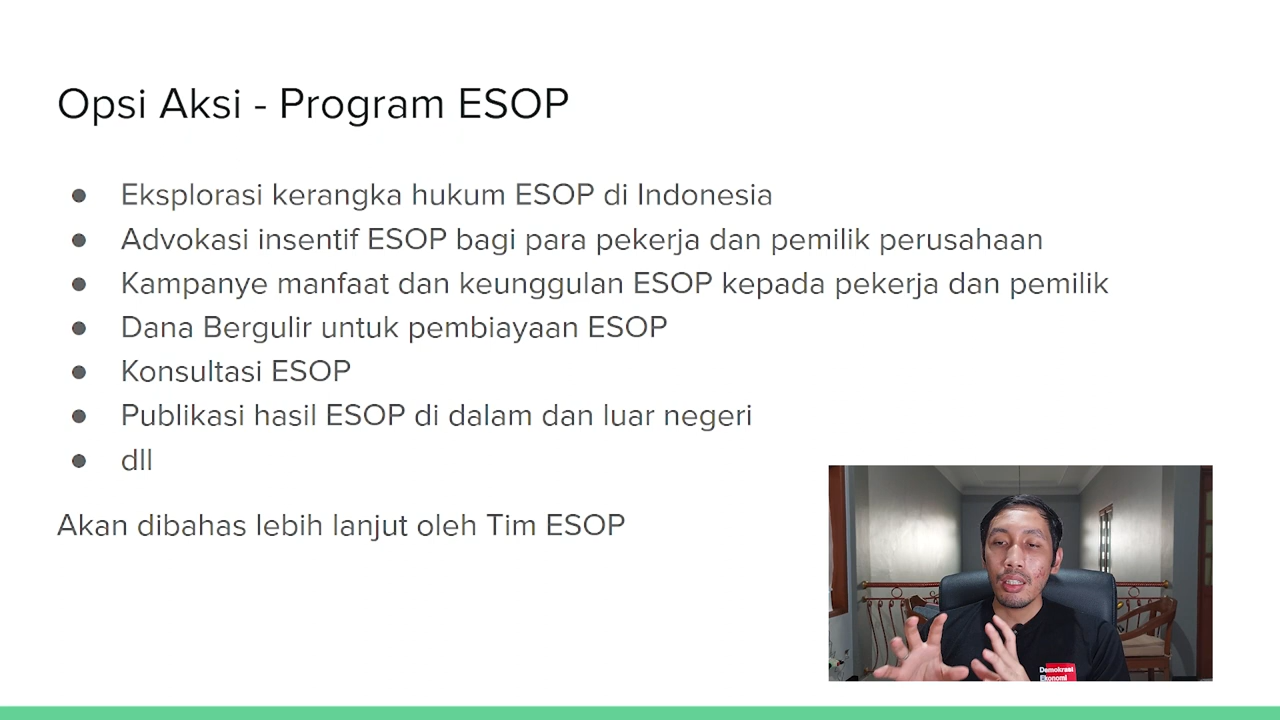 Opsi Aksi - Program ESOP
● Eksplorasi kerangka hukum ESOP di Indonesia
● Advokasi insentif ESOP bagi para pekerja dan pemilik perusahaan
● Kampanye manfaat dan keunggulan ESOP kepada pekerja dan pemilik
● Dana Bergulir untuk pembiayaan ESOP
● Konsultasi ESOP
● Publikasi hasil ESOP di dalam dan luar negeri
● dll
Akan dibahas lebih lanjut oleh Tim ESOP
Demokrasi
Ekonomi